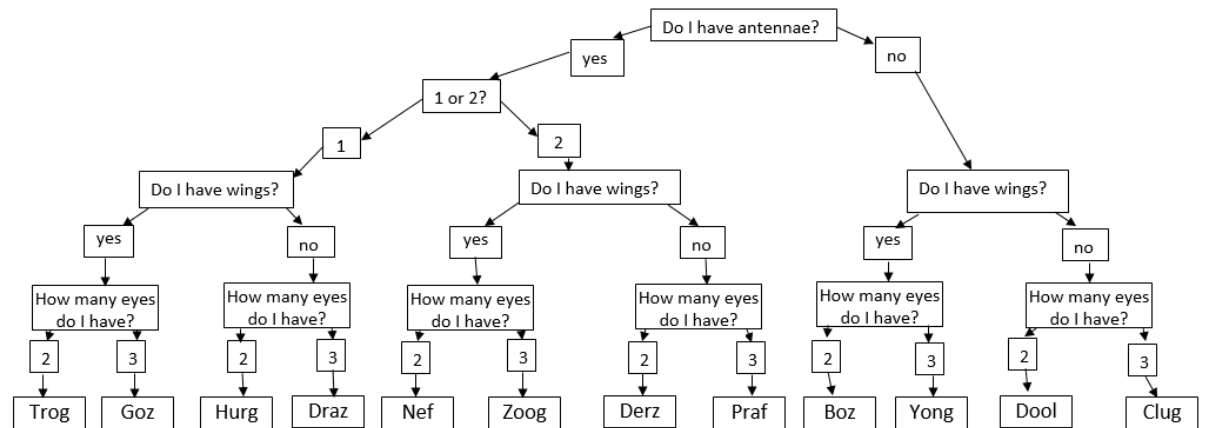 Do I have antennae?
yes
no
1 or 2?
1
2
Do I have wings?
Do I have wings?
Do I have wings?
yes
no
yes
no
yes
no
How many eyes
do I have?
How many eyes
do I have?
How many eyes
do I have?
How many eyes
do I have?
How many eyes
do I have?
How many eyes
do I have?
2
3
2
3
2
3
2
3
2
3
2
3
Trog
Goz
Hurg
Draz
Nef
Zoog
Derz
Praf
Boz
Yong
Dool
Clug